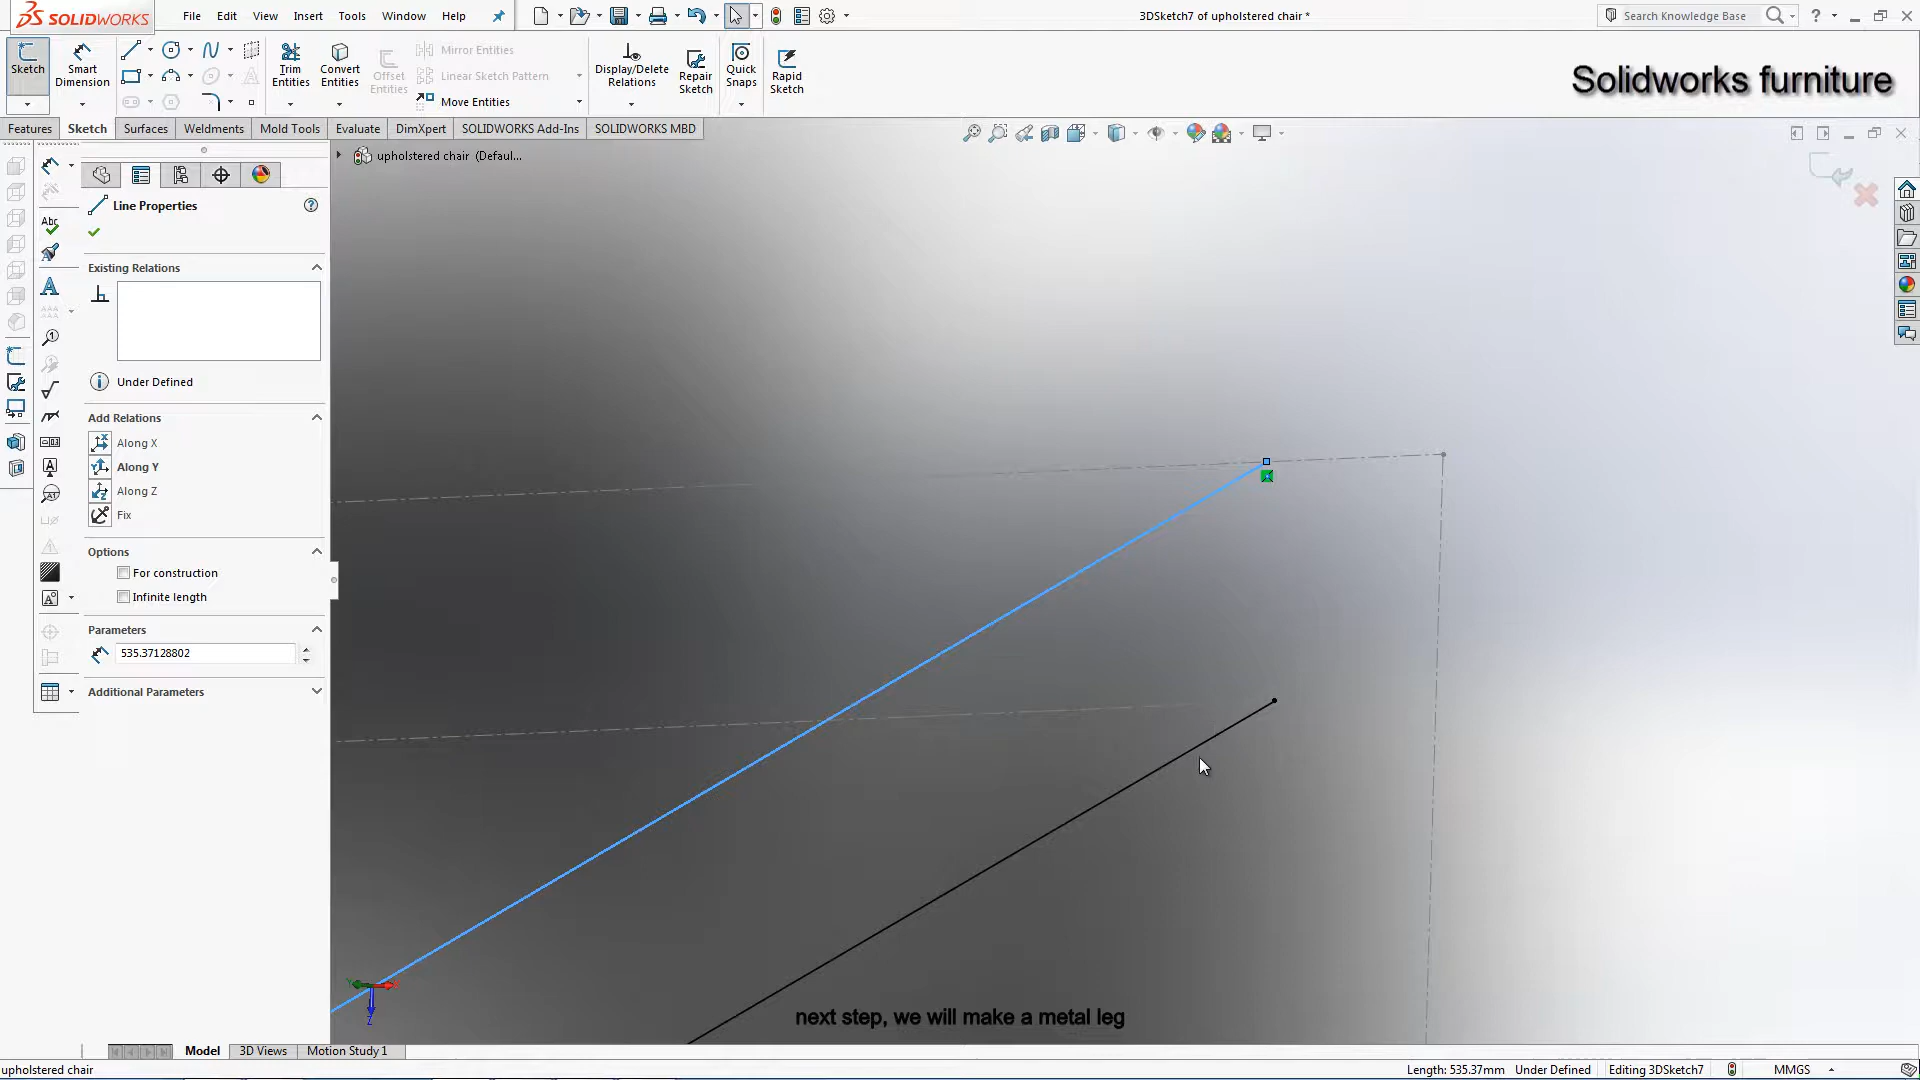 SOLIDWORKS
File Edit View Insert Tools Window Help
3DSketch7 of upholstered chair *
Search Knowledge Base
Sketch
Smart Dimension
Trim Entities
Convert Entities
Offset Entities
Mirror Entities
Linear Sketch Pattern
Move Entities
Display/Delete Relations
Repair Sketch
Quick Snaps
Rapid Sketch
Solidworks furniture
Features Sketch Surfaces Weldments Mold Tools Evaluate DimXpert SOLIDWORKS Add-Ins SOLIDWORKS MBD
upholstered chair (Defaul...
Line Properties
Existing Relations
Under Defined
Add Relations
Along X
Along Y
Along Z
Fix
Options
For construction
Infinite length
Parameters
535.37128802
Additional Parameters
next step, we will make a metal leg
Model 3D Views Motion Study 1
upholstered chair
Length: 535.37mm Under Defined Editing 3DSketch7 MMGS